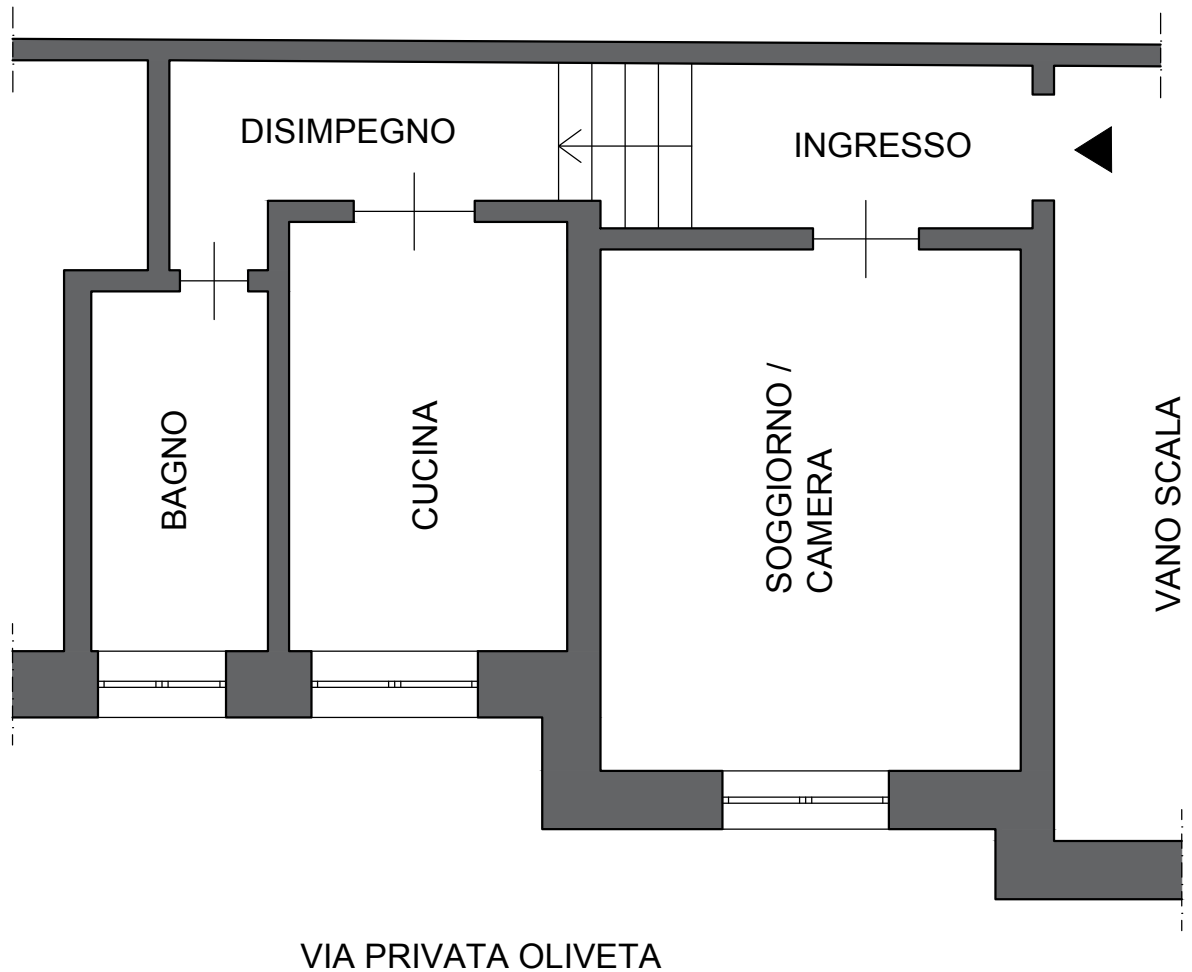 DISIMPEGNO
INGRESSO
BAGNO
CUCINA
SOGGIORNO /
CAMERA
VANO SCALA
VIA PRIVATA OLIVETA